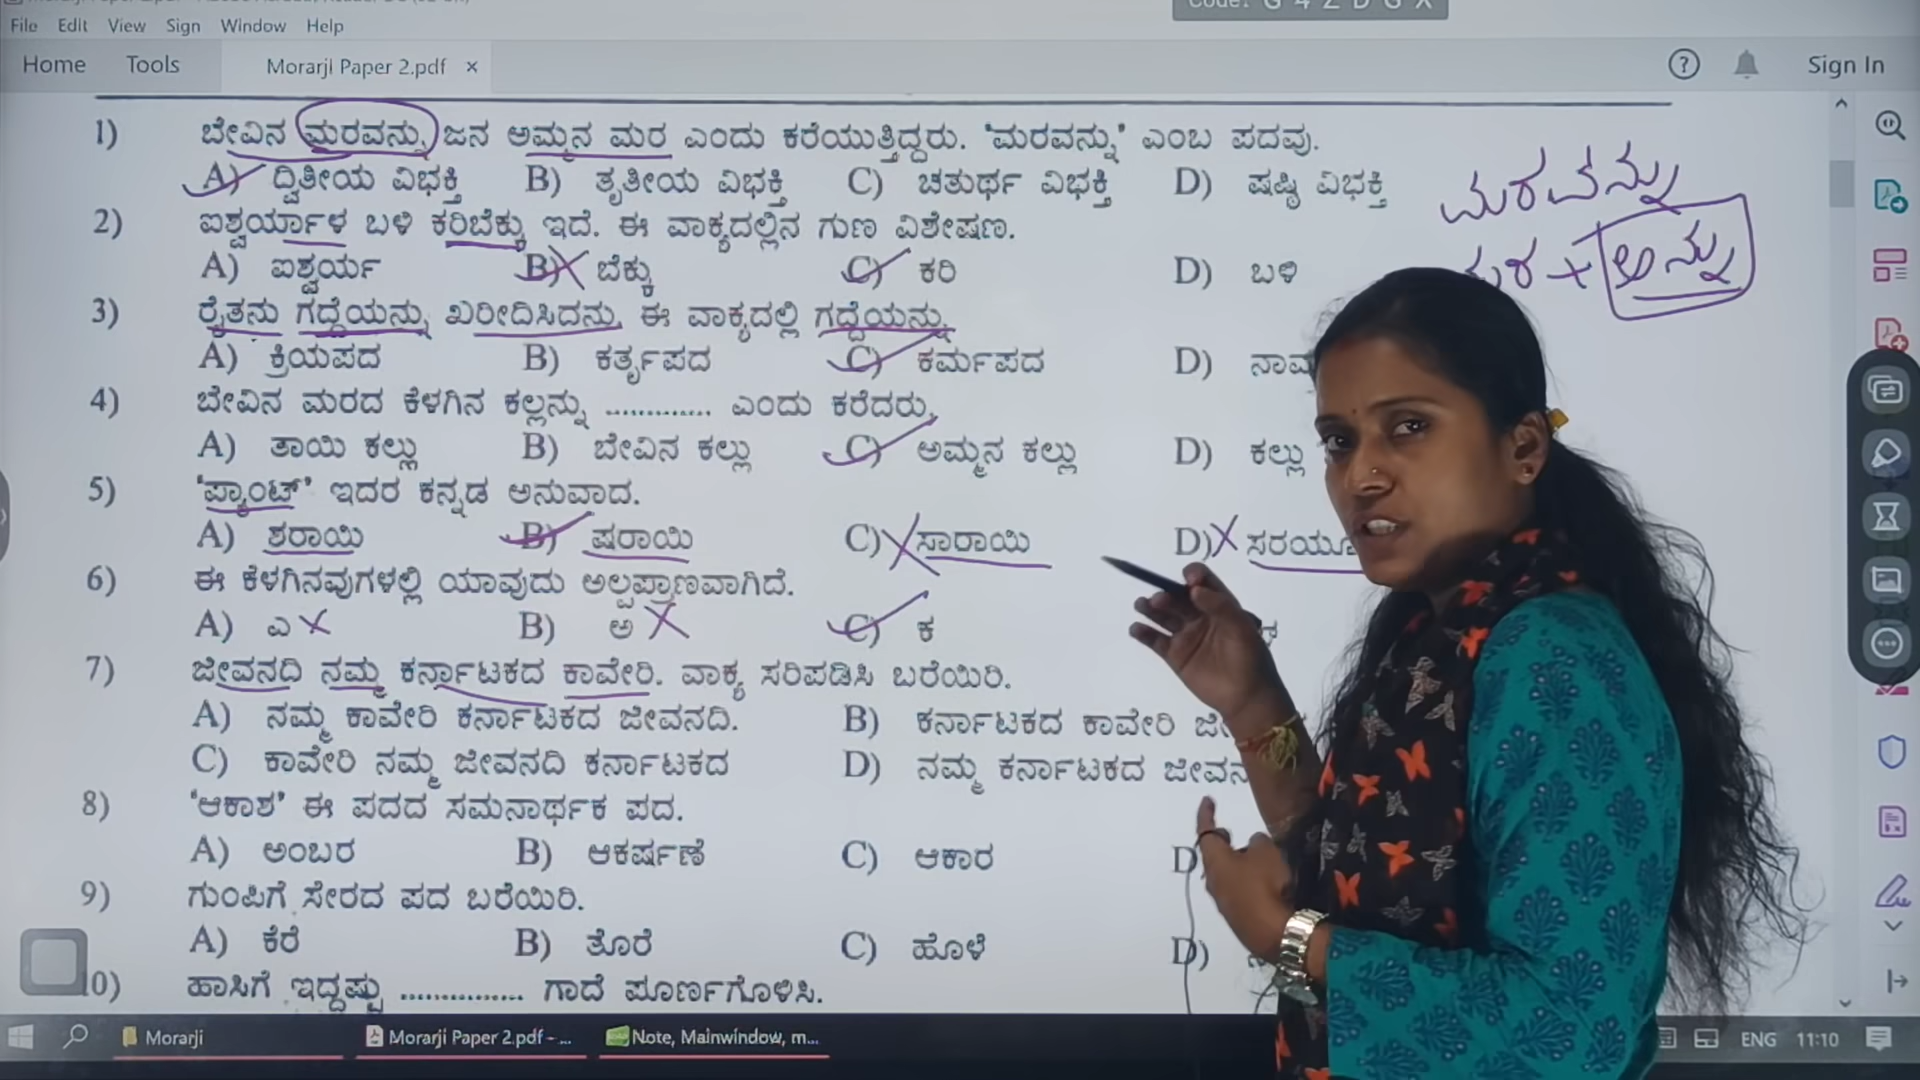 File Edit View Sign Window Help
Home Tools Morarji Paper 2.pdf × Sign In
1) ಬೇವಿನ ಮರವನ್ನು ಜನ ಅಮ್ಮನ ಮರ ಎಂದು ಕರೆಯುತ್ತಿದ್ದರು. 'ಮರವನ್ನು' ಎಂಬ ಪದವು.
A) ದ್ವಿತೀಯ ವಿಭಕ್ತಿ B) ತೃತೀಯ ವಿಭಕ್ತಿ C) ಚತುರ್ಥ ವಿಭಕ್ತಿ D) ಷಷ್ಠಿ ವಿಭಕ್ತಿ
ಮರವನ್ನು
2) ಐಶ್ವರ್ಯಾಳ ಬಳಿ ಕರಿಬೆಕ್ಕು ಇದೆ. ಈ ವಾಕ್ಯದಲ್ಲಿನ ಗುಣ ವಿಶೇಷಣ.
A) ಐಶ್ವರ್ಯ B) ಬೆಕ್ಕು C) ಕರಿ D) ಬಳಿ
+ ಅನ್ನು
3) ರೈತನು ಗದ್ದೆಯನ್ನು ಖರೀದಿಸಿದನು, ಈ ವಾಕ್ಯದಲ್ಲಿ ಗದ್ದೆಯನ್ನು
A) ಕ್ರಿಯಪದ B) ಕರ್ತೃಪದ C) ಕರ್ಮಪದ D)
4) ಬೇವಿನ ಮರದ ಕೆಳಗಿನ ಕಲ್ಲನ್ನು ............. ಎಂದು ಕರೆದರು,
A) ತಾಯಿ ಕಲ್ಲು B) ಬೇವಿನ ಕಲ್ಲು C) ಅಮ್ಮನ ಕಲ್ಲು D) ಕಲ್ಲು
5) 'ಪ್ಯಾಂಟ್' ಇದರ ಕನ್ನಡ ಅನುವಾದ.
A) ಶರಾಯಿ B) ಷರಾಯಿ C) ಸಾರಾಯಿ D) ಸರಯೂ
6) ಈ ಕೆಳಗಿನವುಗಳಲ್ಲಿ ಯಾವುದು ಅಲ್ಪಪ್ರಾಣವಾಗಿದೆ.
A) ಎ B) ಅ C) ಕ
7) ಜೀವನದಿ ನಮ್ಮ ಕರ್ನಾಟಕದ ಕಾವೇರಿ. ವಾಕ್ಯ ಸರಿಪಡಿಸಿ ಬರೆಯಿರಿ.
A) ನಮ್ಮ ಕಾವೇರಿ ಕರ್ನಾಟಕದ ಜೀವನದಿ. B) ಕರ್ನಾಟಕದ ಕಾವೇರಿ
C) ಕಾವೇರಿ ನಮ್ಮ ಜೀವನದಿ ಕರ್ನಾಟಕದ D) ನಮ್ಮ ಕರ್ನಾಟಕದ
8) 'ಆಕಾಶ' ಈ ಪದದ ಸಮನಾರ್ಥಕ ಪದ.
A) ಅಂಬರ B) ಆಕರ್ಷಣೆ C) ಆಕಾರ D
9) ಗುಂಪಿಗೆ ಸೇರದ ಪದ ಬರೆಯಿರಿ.
A) ಕೆರೆ B) ತೊರೆ C) ಹೊಳೆ D)
10) ಹಾಸಿಗೆ ಇದ್ದಷ್ಟು ............... ಗಾದೆ ಪೂರ್ಣಗೊಳಿಸಿ.
Morarji Morarji Paper 2.pdf - ... Note, Mainwindow, m... ENG 11:10